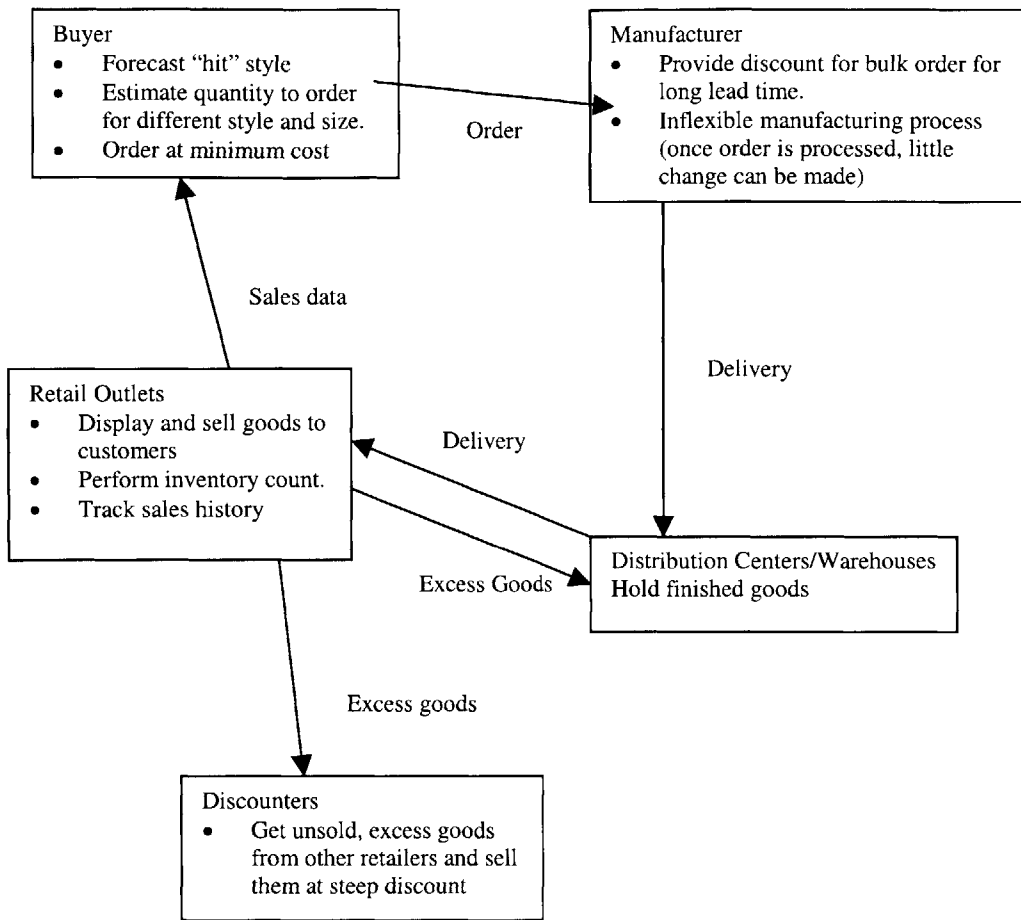 Buyer
• Forecast “hit” style
• Estimate quantity to order
for different style and size.
• Order at minimum cost
Order
Manufacturer
• Provide discount for bulk order for
long lead time.
• Inflexible manufacturing process
(once order is processed, little
change can be made)
Sales data
Delivery
Retail Outlets
• Display and sell goods to
customers
• Perform inventory count.
• Track sales history
Delivery
Excess Goods
Distribution Centers/Warehouses
Hold finished goods
Excess goods
Discounters
• Get unsold, excess goods
from other retailers and sell
them at steep discount